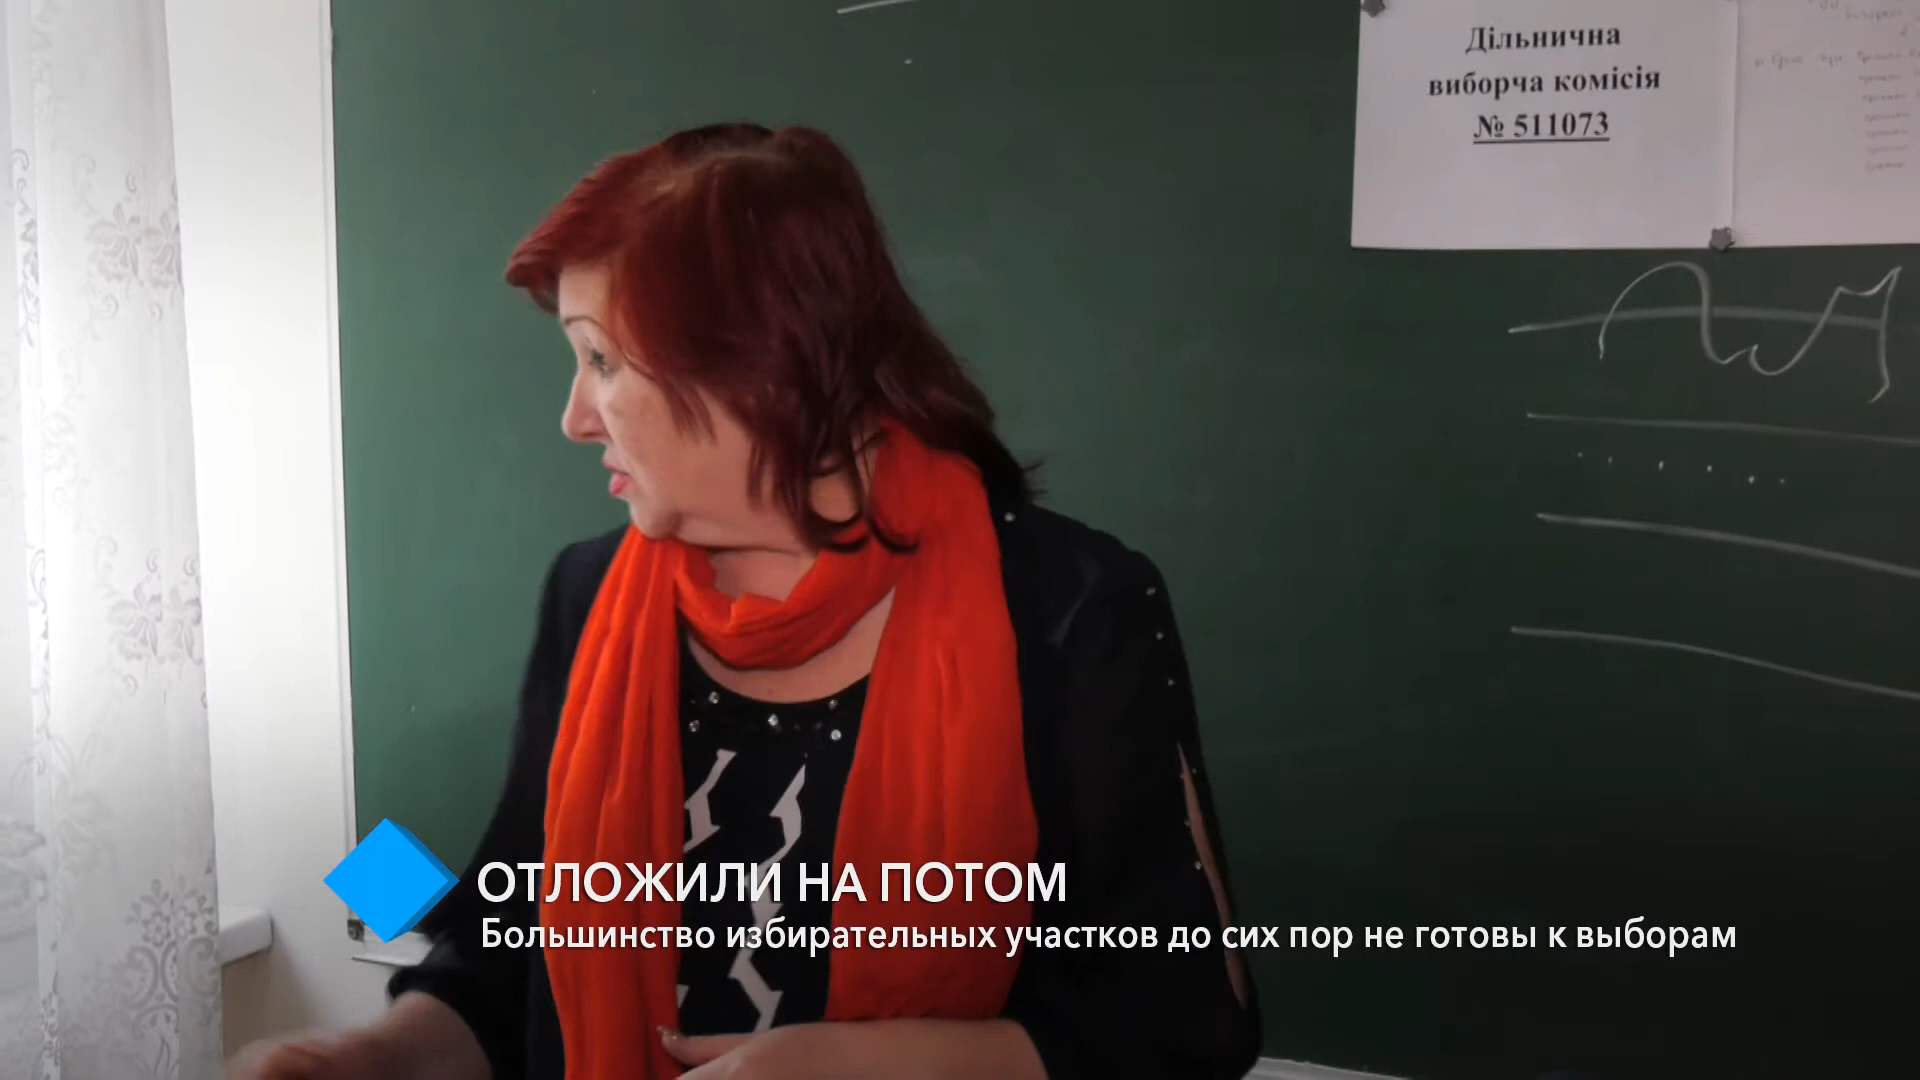 Дільнична
виборча комісія
№ 511073
ОТЛОЖИЛИ НА ПОТОМ
Большинство избирательных участков до сих пор не готовы к выборам